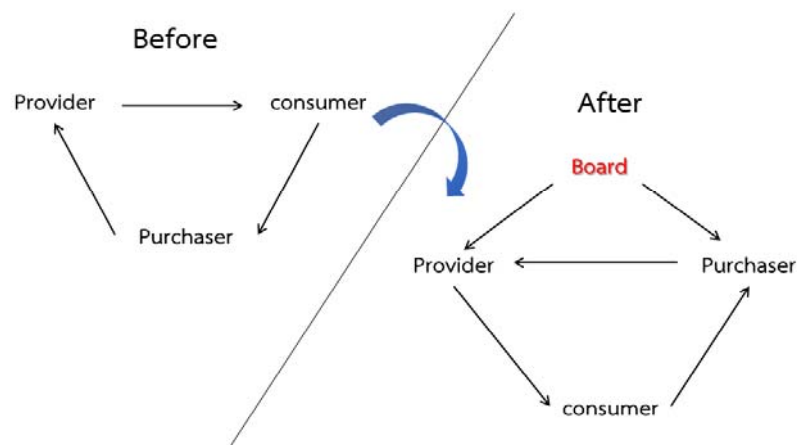 Before
Provider
consumer
Purchaser
After
Board
Provider
Purchaser
consumer